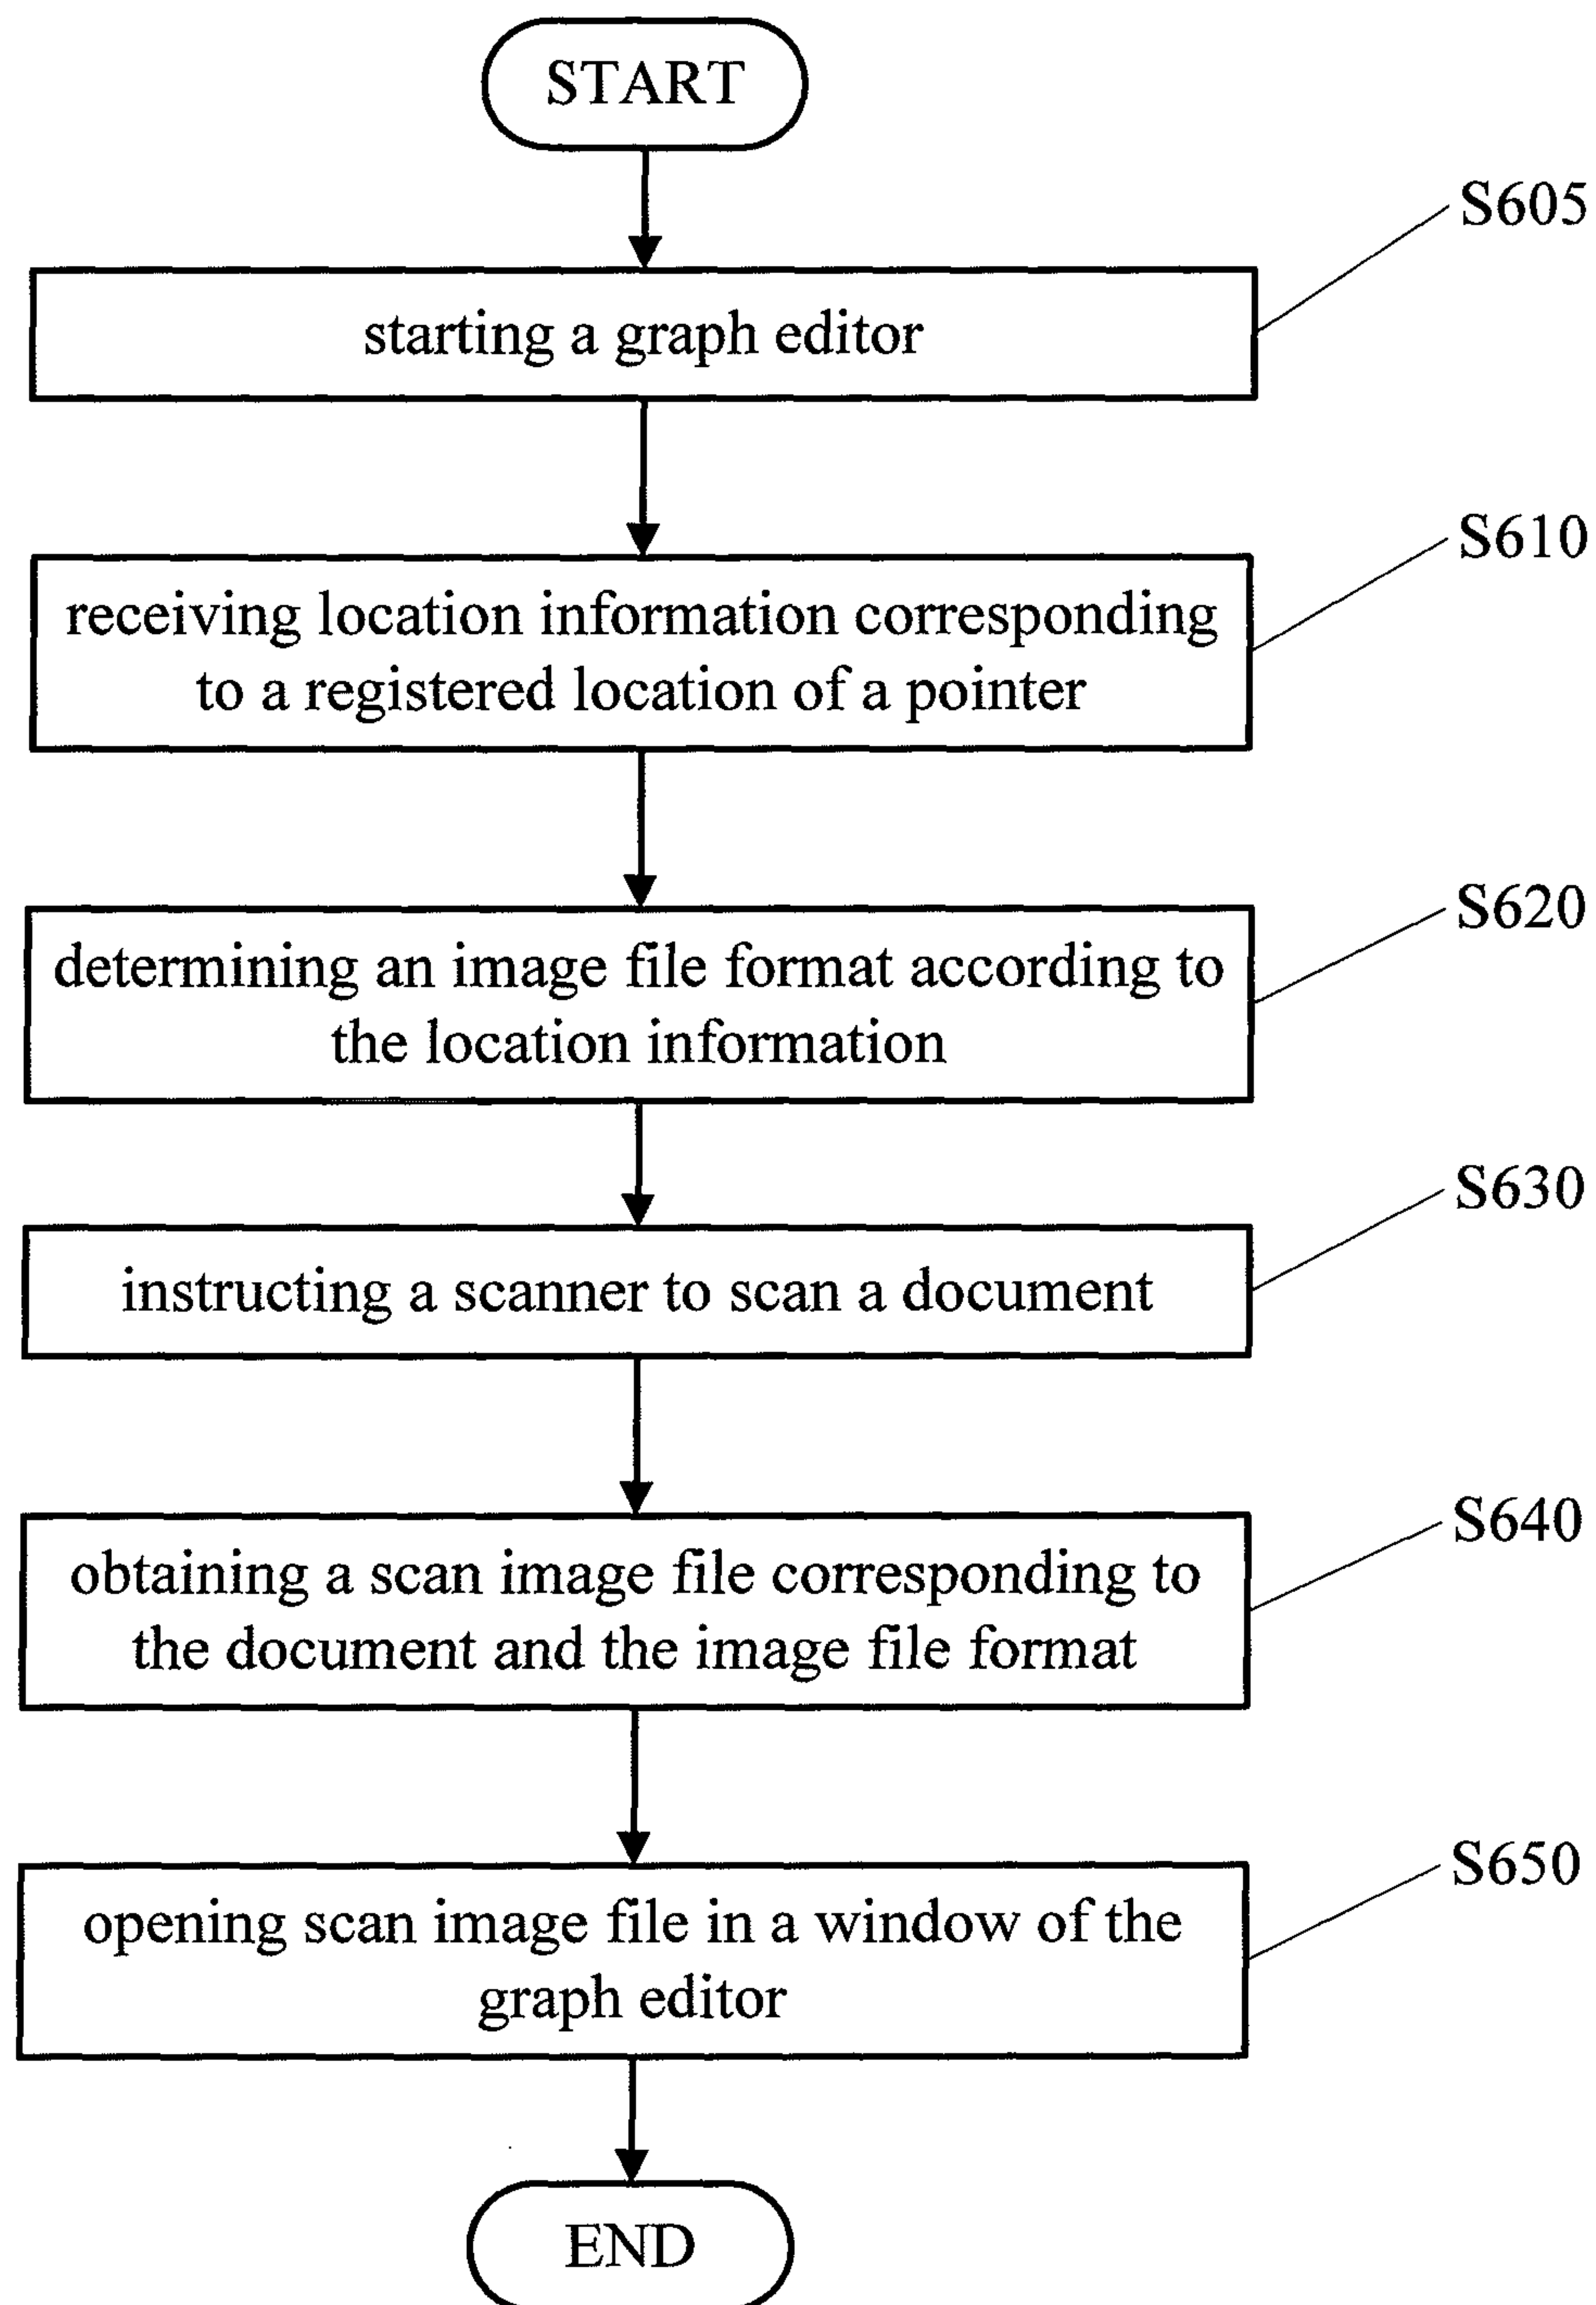 START
S605
starting a graph editor
S610
receiving location information corresponding
to a registered location of a pointer
S620
determining an image file format according to
the location information
S630
instructing a scanner to scan a document
S640
obtaining a scan image file corresponding to
the document and the image file format
S650
opening scan image file in a window of the
graph editor
END